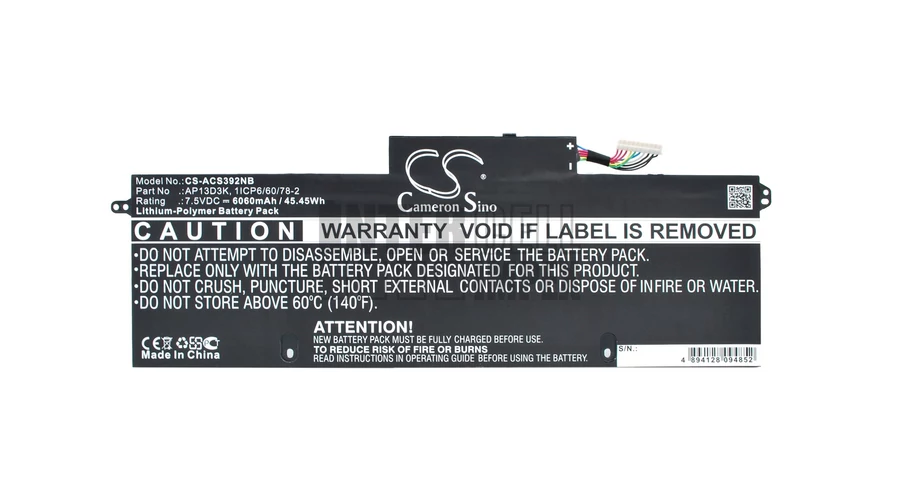 CS
Cameron Sino
+
−
Model No.:CS-ACS392NB
Part No :AP13D3K, 1ICP6/60/78-2
Rating :7.5VDC ⎓ 6060mAh / 45.45Wh
Lithium-Polymer Battery Pack
CAUTION WARRANTY VOID IF LABEL IS REMOVED
•DO NOT ATTEMPT TO DISASSEMBLE, OPEN OR SERVICE THE BATTERY PACK.
•REPLACE ONLY WITH THE BATTERY PACK DESIGNATED FOR THIS PRODUCT.
•DO NOT CRUSH, PUNCTURE, SHORT EXTERNAL CONTACTS OR DISPOSE OF IN FIRE OR WATER.
•DO NOT STORE ABOVE 60°C (140°F).
ATTENTION!
NEW BATTERY PACK MUST BE FULLY CHARGED BEFORE USE.
TO REDUCE RISK OF FIRE OR BURNS
READ INSTRUCTIONS IN OPERATING GUIDE BEFORE USING THE BATTERY.
CE
Made In China
S/N.:
4 894128 094852